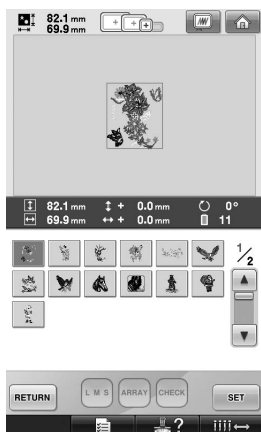 82.1 mm
69.9 mm
82.1 mm + 0.0 mm 0°
69.9 mm + 0.0 mm 11
1/2
RETURN L M S ARRAY CHECK SET
?